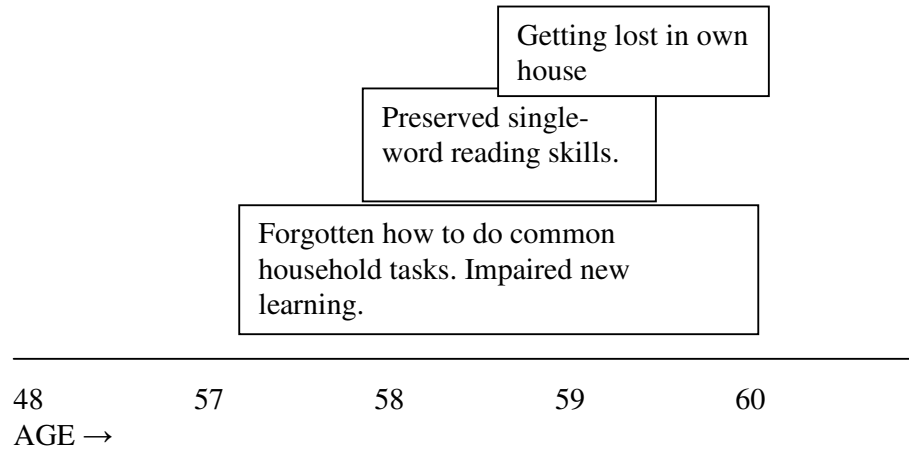 Getting lost in own
house
Preserved single-
word reading skills.
Forgotten how to do common
household tasks. Impaired new
learning.
48 57 58 59 60
AGE →